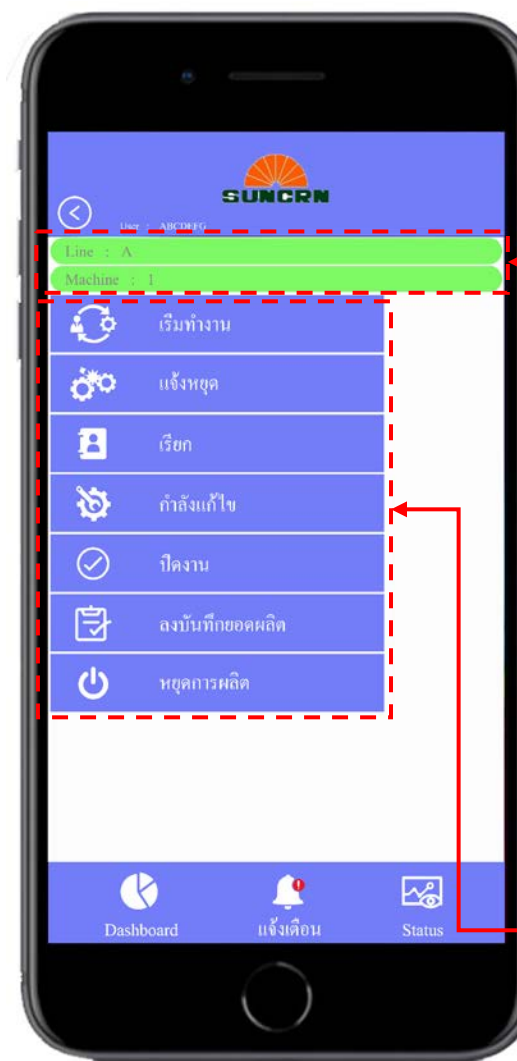 SUNCRN
User : ABCDEFG
Line : A
Machine : 1
เริ่มทำงาน
แจ้งหยุด
เรียก
กำลังแก้ไข
ปิดงาน
ลงบันทึกยอดผลิต
หยุดการผลิต
Dashboard
แจ้งเตือน
Status